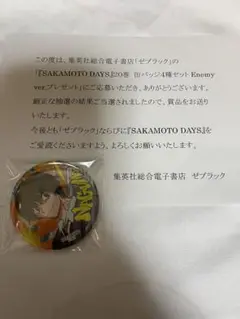 この度は、集英社総合電子書店「ゼブラック」の
「『SAKAMOTO DAYS』20巻 缶バッジ4種セット Enemy
ver.プレゼント」にご応募いただき、ありがとうございます。
厳正な抽選の結果ご当選されましたので、賞品をお送り
いたします。
今後とも「ゼブラック」ならびに『SAKAMOTO DAYS』を
ご愛顧くださいますよう、よろしくお願いいたします。
集英社総合電子書店 ゼブラック